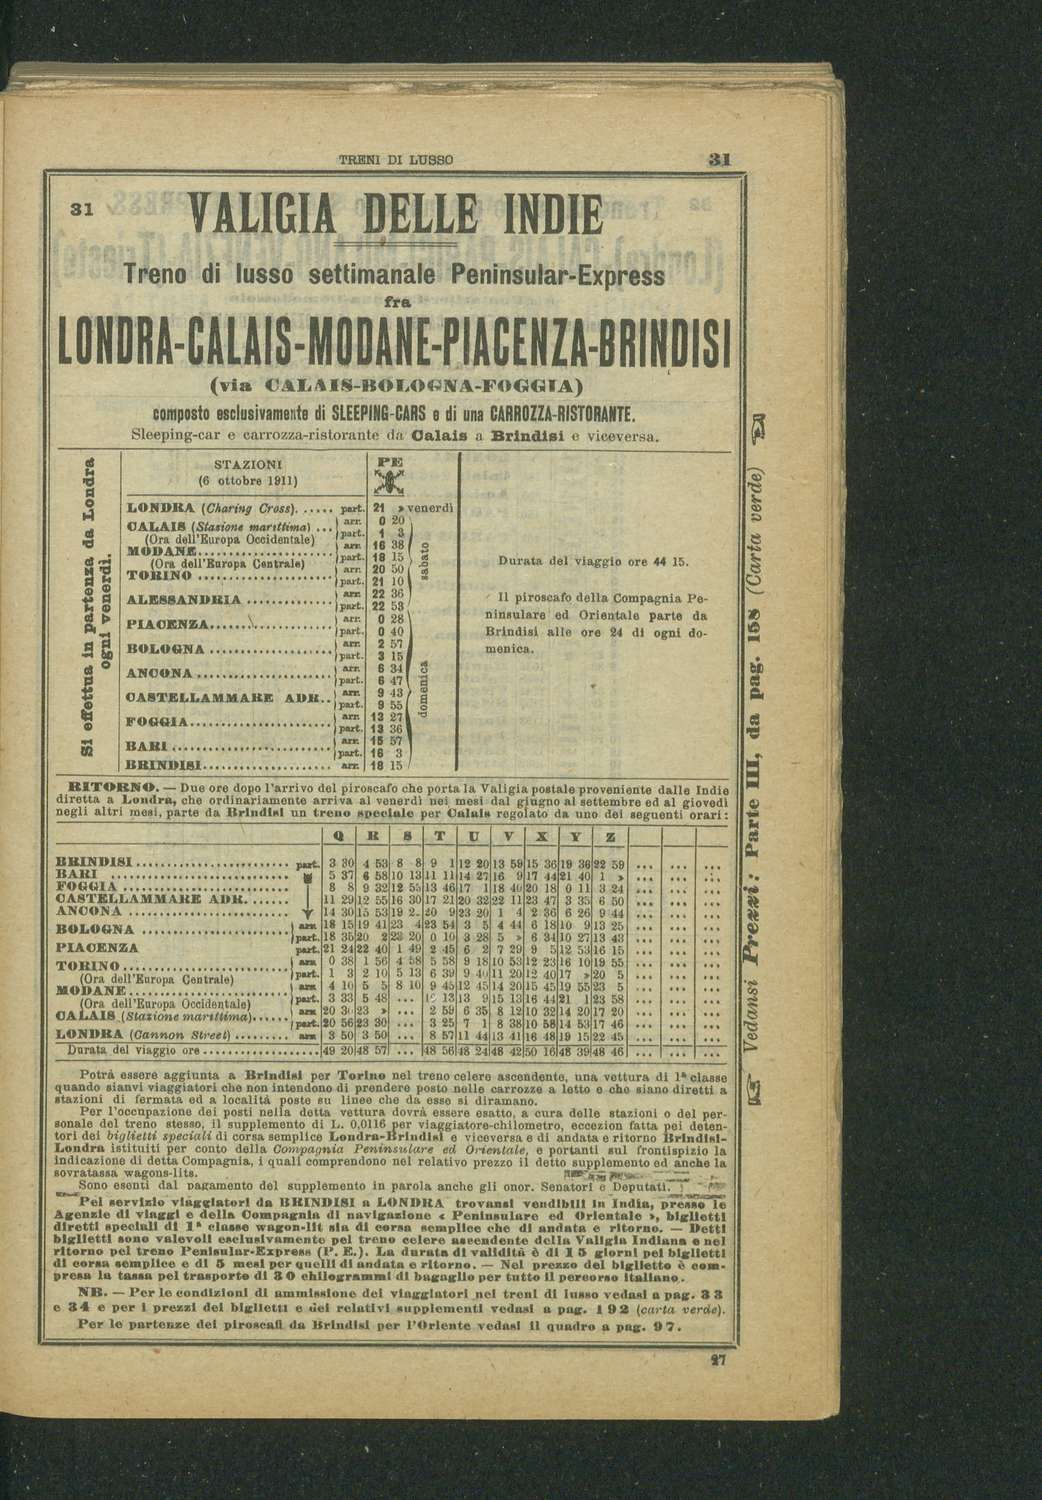 TRENI DI LUSSO 31
31 VALIGIA DELLE INDIE
Treno di lusso settimanale Peninsular-Express
fra
LONDRA-CALAIS-MODANE-PIACENZA-BRINDISI
(via CALAIS-BOLOGNA-FOGGIA)
composto esclusivamente di SLEEPING-CARS e di una CARROZZA-RISTORANTE.
Sleeping-car e carrozza-ristorante da Calais a Brindisi e viceversa.
Si effettua in partenza da Londra
ogni venerdì.
STAZIONI PE
(6 ottobre 1911)
LONDRA (Charing Cross)...... part. 21 » venerdì
CALAIS (Stazione marittima) ... arr. 0 20
(Ora dell'Europa Occidentale) part. 1 3
MODANE..................... arr. 16 38
(Ora dell'Europa Centrale) part. 18 15
TORINO ..................... arr. 20 50
part. 21 10
ALESSANDRIA .............. arr. 22 36
part. 22 53
sabato
PIACENZA................... arr. 0 28
part. 0 40
BOLOGNA ................... arr. 2 57
part. 3 15
ANCONA ..................... arr. 6 34
part. 6 47
CASTELLAMMARE ADR.. arr. 9 43
part. 9 55
FOGGIA...................... arr. 13 27
part. 13 36
BARI ......................... arr. 15 57
part. 16 3
BRINDISI.................... arr. 18 15
domenica
Durata del viaggio ore 44 15.
Il piroscafo della Compagnia Pe-
ninsulare ed Orientale parte da
Brindisi alle ore 24 di ogni do-
menica.
RITORNO. — Due ore dopo l'arrivo del piroscafo che porta la Valigia postale proveniente dalle Indie
diretta a Londra, che ordinariamente arriva al venerdì nei mesi dal giugno al settembre ed al giovedì
negli altri mesi, parte da Brindisi un treno speciale per Calais regolato da uno dei seguenti orari:
Q R S T U V X Y Z
BRINDISI ........................ part. 3 30 4 53 8 8 9 1 12 20 13 59 15 36 19 36 22 59 ... ... ...
BARI ............................ 5 37 6 58 10 13 11 11 14 27 16 9 17 44 21 40 1 » ... ... ...
FOGGIA ......................... 8 8 9 32 12 55 13 46 17 1 18 40 20 18 0 11 3 24 ... ... ...
CASTELLAMMARE ADR...... 11 29 12 55 16 30 17 21 20 32 22 11 23 47 3 35 6 50 ... ... ...
ANCONA ........................ 14 30 15 53 19 2. 20 9 23 20 1 4 2 36 6 26 9 44 ... ... ...
BOLOGNA ...................... arr. 18 15 19 41 23 4 23 54 3 5 4 44 6 18 10 9 13 25 ... ... ...
part. 18 35 20 2 23 20 0 10 3 28 5 » 6 34 10 27 13 43 ... ... ...
PIACENZA part. 21 24 22 40 1 49 2 45 6 2 7 29 9 5 12 53 16 15 ... ... ...
TORINO ......................... arr. 0 38 1 56 4 58 5 58 9 18 10 53 12 23 16 10 19 55 ... ... ...
(Ora dell'Europa Centrale) part. 1 3 2 10 5 13 6 39 9 40 11 20 12 40 17 » 20 5 ... ... ...
MODANE ........................ arr. 4 10 5 5 8 10 9 45 12 45 14 20 15 45 19 55 23 5 ... ... ...
(Ora dell'Europa Occidentale) part. 3 33 5 48 ... 13 13 9 15 13 16 44 21 1 23 58 ... ... ...
CALAIS (Stazione marittima)...... arr. 20 30 23 » ... 2 59 6 35 8 12 10 32 14 20 17 20 ... ... ...
part. 20 56 23 30 ... 3 25 7 1 8 38 10 58 14 53 17 46 ... ... ...
LONDRA (Cannon Street) ......... arr. 3 50 3 50 ... 8 57 11 44 13 41 16 48 19 15 22 45 ... ... ...
Durata del viaggio ore ................... 49 20 48 57 ... 48 56 48 24 48 42 50 16 48 39 48 46 ... ... ...
Potrà essere aggiunta a Brindisi per Torino nel treno celere ascendente, una vettura di 1ª classe
quando sianvi viaggiatori che non intendono di prendere posto nelle carrozze a letto e che siano diretti a
stazioni di fermata ed a località poste su linee che da esse si diramano.
Per l'occupazione dei posti nella detta vettura dovrà essere esatto, a cura delle stazioni o del per-
sonale del treno stesso, il supplemento di L. 0,0116 per viaggiatore-chilometro, eccezion fatta pei deten-
tori dei biglietti speciali di corsa semplice Londra-Brindisi e viceversa e di andata e ritorno Brindisi-
Londra istituiti per conto della Compagnia Peninsulare ed Orientale, e portanti sul frontispizio la
indicazione di detta Compagnia, i quali comprendono nel relativo prezzo il detto supplemento ed anche la
sovratassa wagons-lits.
Sono esenti dal pagamento del supplemento in parola anche gli onor. Senatori e Deputati.
Pel servizio viaggiatori da BRINDISI a LONDRA trovansi vendibili in India, presso le
Agenzie di viaggi e della Compagnia di navigazione « Peninsulare ed Orientale », biglietti
diretti speciali di 1ª classe wagon-lit sia di corsa semplice che di andata e ritorno. — Detti
biglietti sono valevoli esclusivamente pel treno celere ascendente della Valigia Indiana e nel
ritorno pel treno Penisular-Express (P. E.). La durata di validità è di 15 giorni pei biglietti
di corsa semplice e di 5 mesi per quelli di andata e ritorno. — Nel prezzo del biglietto è com-
presa la tassa pel trasporto di 30 chilogrammi di bagaglio per tutto il percorso italiano.
NB. — Per le condizioni di ammissione dei viaggiatori nei treni di lusso vedasi a pag. 33
e 34 e per i prezzi dei biglietti e dei relativi supplementi vedasi a pag. 192 (carta verde).
Per le partenze dei piroscafi da Brindisi per l'Oriente vedasi il quadro a pag. 97.
Vedansi Prezzi: Parte III, da pag. 158 (Carta verde)
27